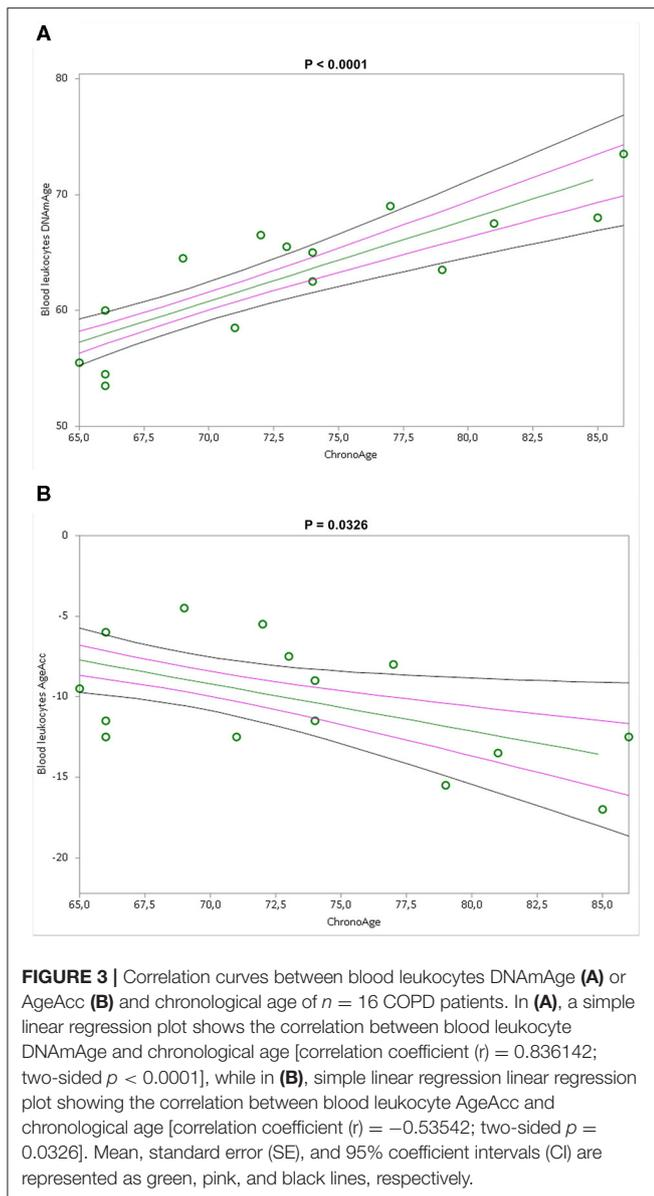 A
P < 0.0001
80
70
60
50
Blood leukocytes DNAmAge
65,0 67,5 70,0 72,5 75,0 77,5 80,0 82,5 85,0
ChronoAge
B
P = 0.0326
0
-5
-10
-15
-20
Blood leukocytes AgeAcc
65,0 67,5 70,0 72,5 75,0 77,5 80,0 82,5 85,0
ChronoAge
FIGURE 3 | Correlation curves between blood leukocytes DNAmAge (A) or
AgeAcc (B) and chronological age of n = 16 COPD patients. In (A), a simple
linear regression plot shows the correlation between blood leukocyte
DNAmAge and chronological age [correlation coefficient (r) = 0.836142;
two-sided p < 0.0001], while in (B), simple linear regression linear regression
plot showing the correlation between blood leukocyte AgeAcc and
chronological age [correlation coefficient (r) = −0.53542; two-sided p =
0.0326]. Mean, standard error (SE), and 95% coefficient intervals (CI) are
represented as green, pink, and black lines, respectively.